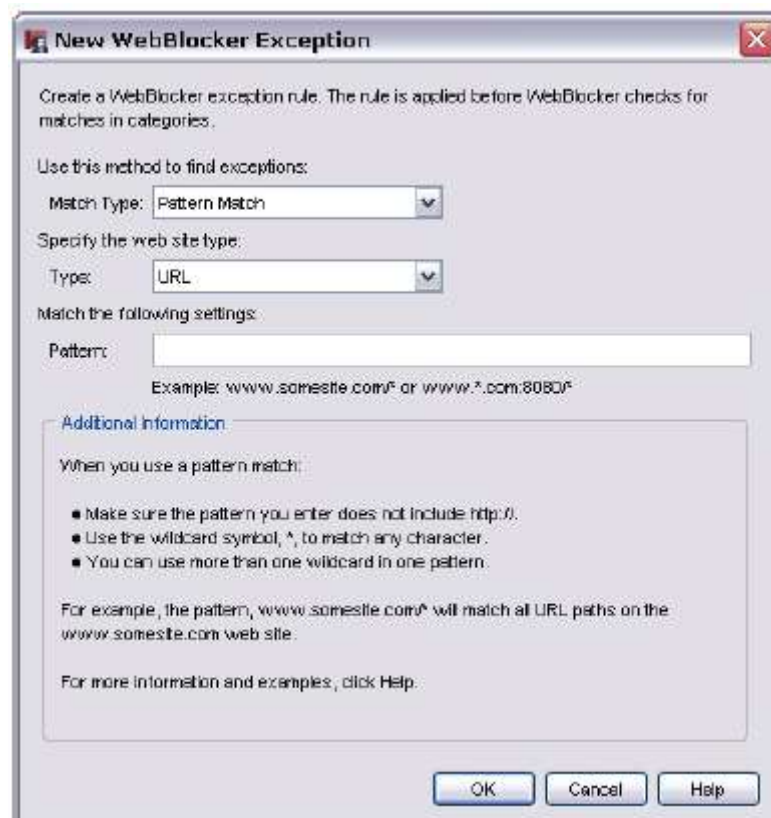 New WebBlocker Exception
Create a WebBlocker exception rule. The rule is applied before WebBlocker checks for
matches in categories.
Use this method to find exceptions:
Match Type: Pattern Match
Specify the web site type:
Type: URL
Match the following settings:
Pattern:
Example: www.somesite.com/* or www.*.com:8080/*
Additional Information
When you use a pattern match:
• Make sure the pattern you enter does not include http://.
• Use the wildcard symbol, *, to match any character.
• You can use more than one wildcard in one pattern.
For example, the pattern, www.somesite.com/* will match all URL paths on the
www.somesite.com web site.
For more information and examples, click Help.
OK Cancel Help